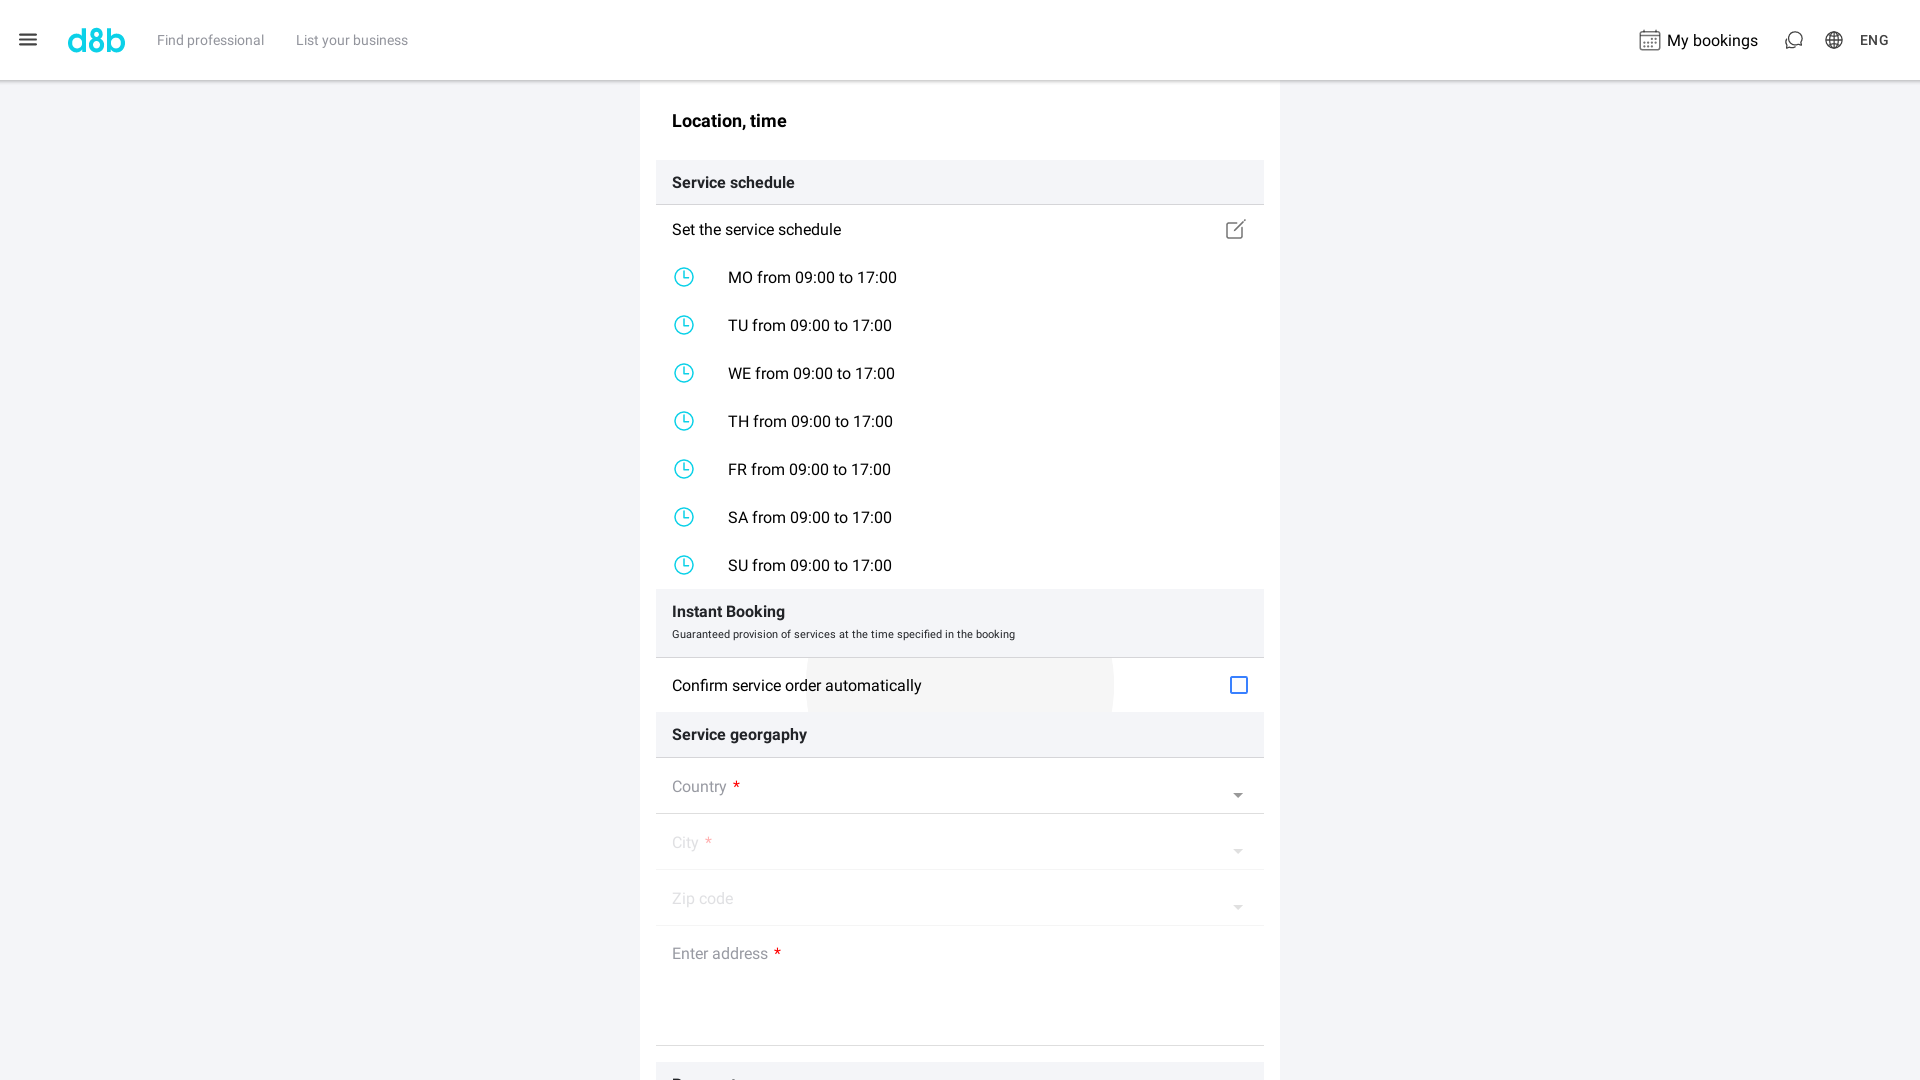 d8b
Find professional
List your business
My bookings
ENG
Location, time
Service schedule
Set the service schedule
MO from 09:00 to 17:00
TU from 09:00 to 17:00
WE from 09:00 to 17:00
TH from 09:00 to 17:00
FR from 09:00 to 17:00
SA from 09:00 to 17:00
SU from 09:00 to 17:00
Instant Booking
Guaranteed provision of services at the time specified in the booking
Confirm service order automatically
Service georgaphy
Country *
City *
Zip code
Enter address *